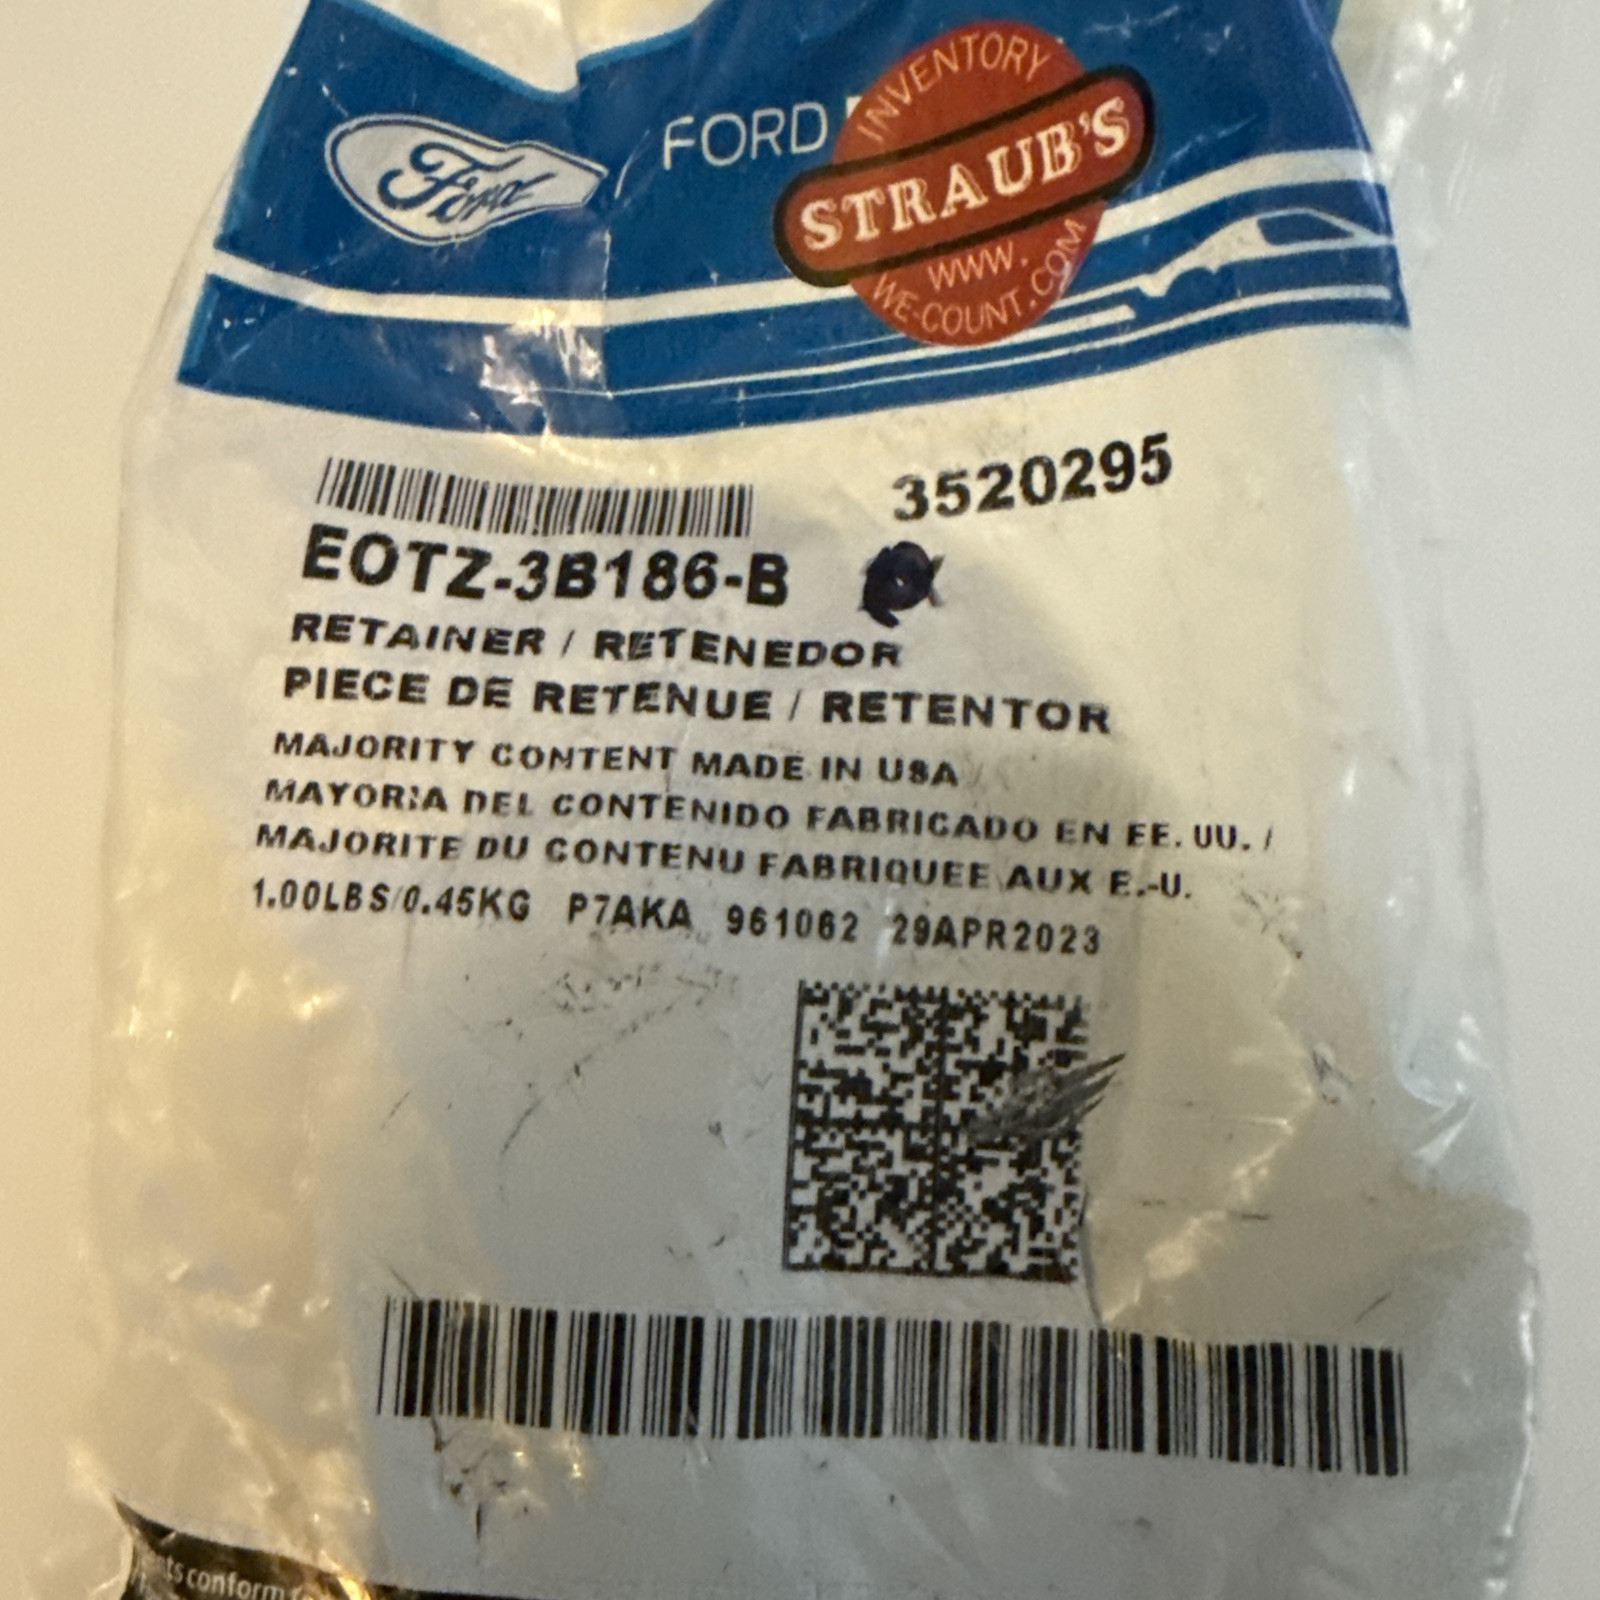 Ford
FORD
INVENTORY
STRAUB'S
WWW.
WE-COUNT.COM
3520295
EOTZ-3B186-B
RETAINER / RETENEDOR
PIECE DE RETENUE / RETENTOR
MAJORITY CONTENT MADE IN USA /
MAYORIA DEL CONTENIDO FABRICADO EN EE. UU. /
MAJORITE DU CONTENU FABRIQUEE AUX E.-U.
1.00LBS/0.45KG P7AKA 961062 29APR2023
conform